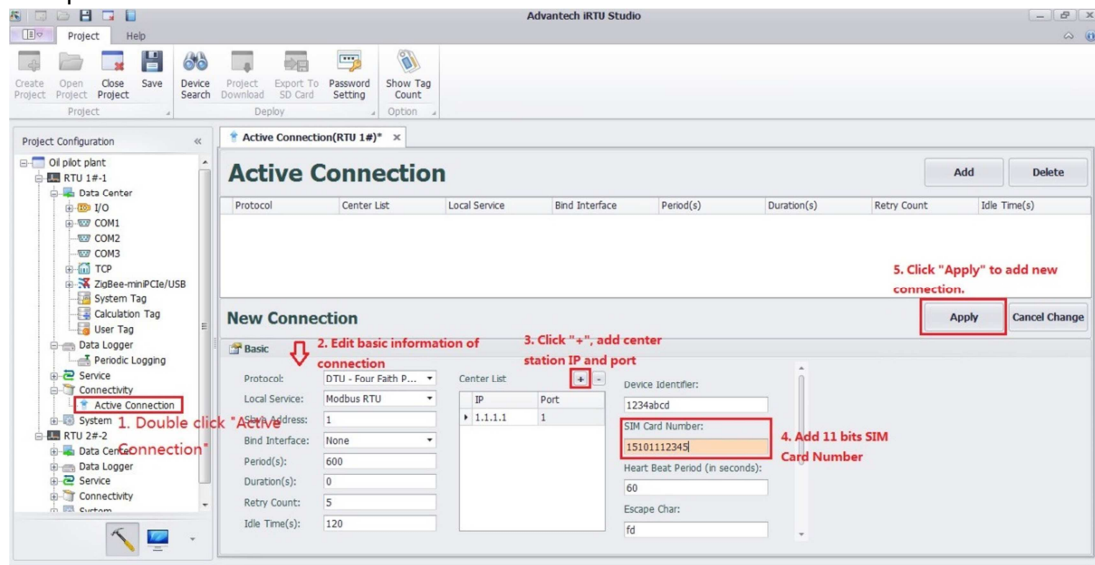 Advantech iRTU Studio
Project Help
Create Project
Open Project
Close Project
Save
Device Search
Project Download
Export To SD Card
Password Setting
Show Tag Count
Project
Deploy
Option
Project Configuration
Oil pilot plant
RTU 1#-1
Data Center
I/O
COM1
COM2
COM3
TCP
ZigBee-miniPCIe/USB
System Tag
Calculation Tag
User Tag
Data Logger
Periodic Logging
Service
Connectivity
Active Connection
System
1. Double click "Active Connection"
RTU 2#-2
Data Center
Data Logger
Service
Connectivity
System
Active Connection(RTU 1#)*
Active Connection
Add Delete
Protocol Center List Local Service Bind Interface Period(s) Duration(s) Retry Count Idle Time(s)
5. Click "Apply" to add new
connection.
New Connection
Apply Cancel Change
Basic
2. Edit basic information of
connection
3. Click "+", add center
station IP and port
Protocol: DTU - Four Faith P...
Local Service: Modbus RTU
Slave Address: 1
Bind Interface: None
Period(s): 600
Duration(s): 0
Retry Count: 5
Idle Time(s): 120
Center List + -
IP Port
1.1.1.1 1
Device Identifier:
1234abcd
SIM Card Number:
15101112345
4. Add 11 bits SIM
Card Number
Heart Beat Period (in seconds):
60
Escape Char:
fd